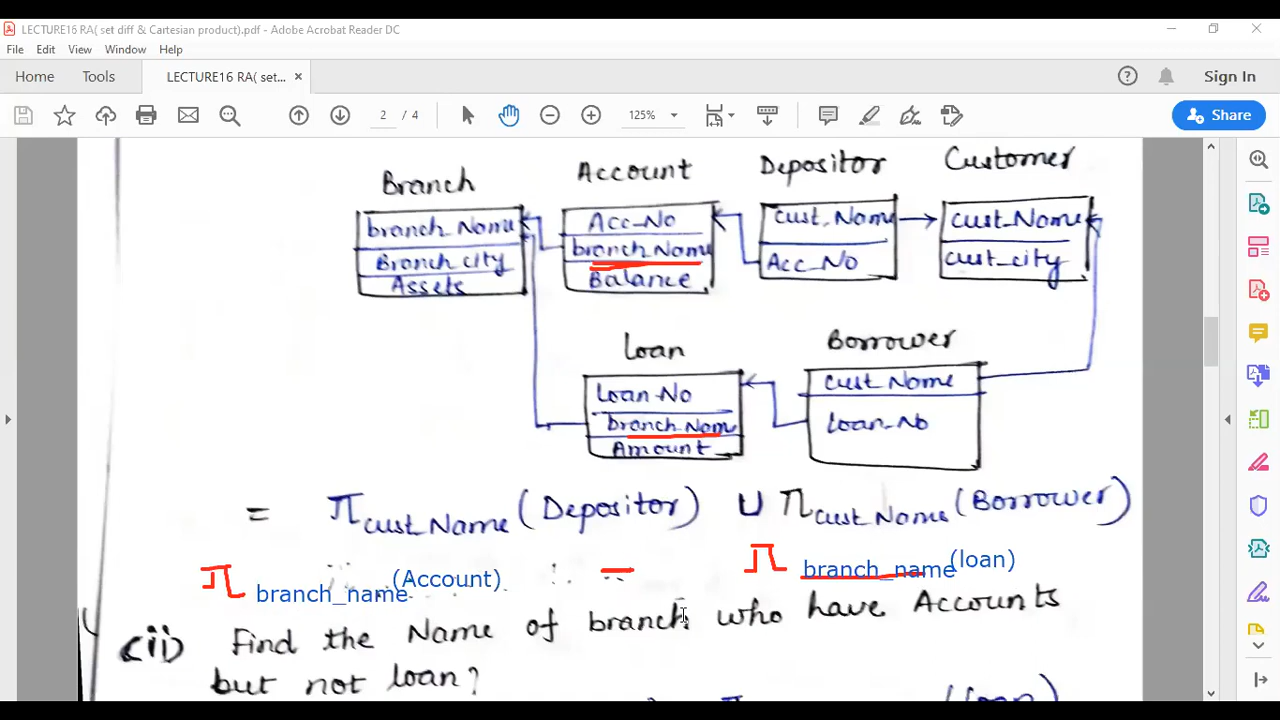 LECTURE16 RA( set diff & Cartesian product).pdf - Adobe Acrobat Reader DC
File Edit View Window Help
Home Tools LECTURE16 RA( set... × Sign In
2 / 4 125% Share
Branch Account Depositor Customer
branch_Name Acc_No cust_Name cust_Name
Branch_city branch_Name Acc_No cust_city
Assets Balance
Loan Borrower
Loan_No cust_Name
branch_Nam Loan_No
Amount
= π cust_Name (Depositor) ∪ π cust_Name (Borrower)
π branch_name (Account) − π branch_name (loan)
(ii) Find the Name of branch who have Accounts
but not loan?
(loan)